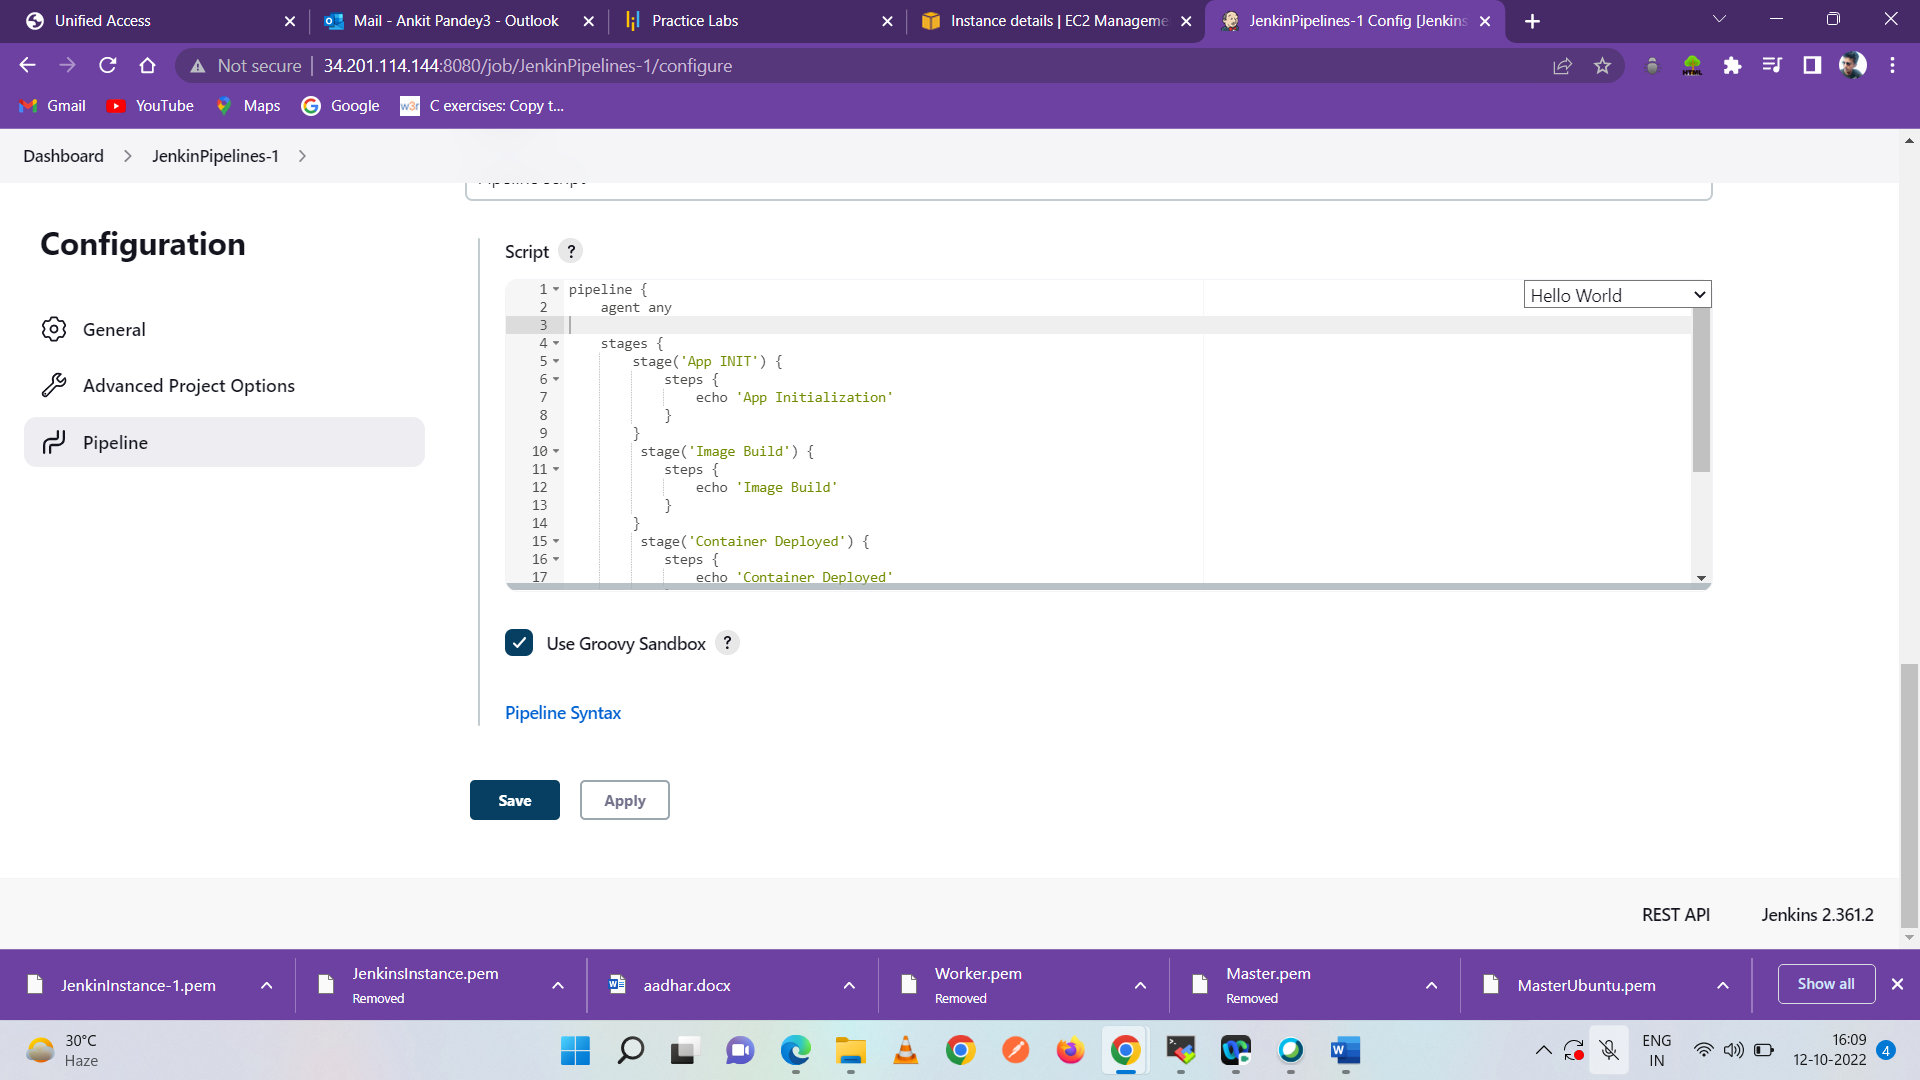 Unified Access
Mail - Ankit Pandey3 - Outlook
Practice Labs
Instance details | EC2 Manageme
JenkinPipelines-1 Config [Jenkins
Not secure
34.201.114.144:8080/job/JenkinPipelines-1/configure
Gmail
YouTube
Maps
Google
w3r
C exercises: Copy t...
Dashboard
JenkinPipelines-1
Configuration
General
Advanced Project Options
Pipeline
Script ?
Hello World
1 pipeline {
2 agent any
3
4 stages {
5 stage('App INIT') {
6 steps {
7 echo 'App Initialization'
8 }
9 }
10 stage('Image Build') {
11 steps {
12 echo 'Image Build'
13 }
14 }
15 stage('Container Deployed') {
16 steps {
17 echo 'Container Deployed'
Use Groovy Sandbox ?
Pipeline Syntax
Save
Apply
REST API
Jenkins 2.361.2
JenkinInstance-1.pem
JenkinsInstance.pem
Removed
aadhar.docx
Worker.pem
Removed
Master.pem
Removed
MasterUbuntu.pem
Show all
30°C
Haze
ENG
IN
16:09
12-10-2022
4